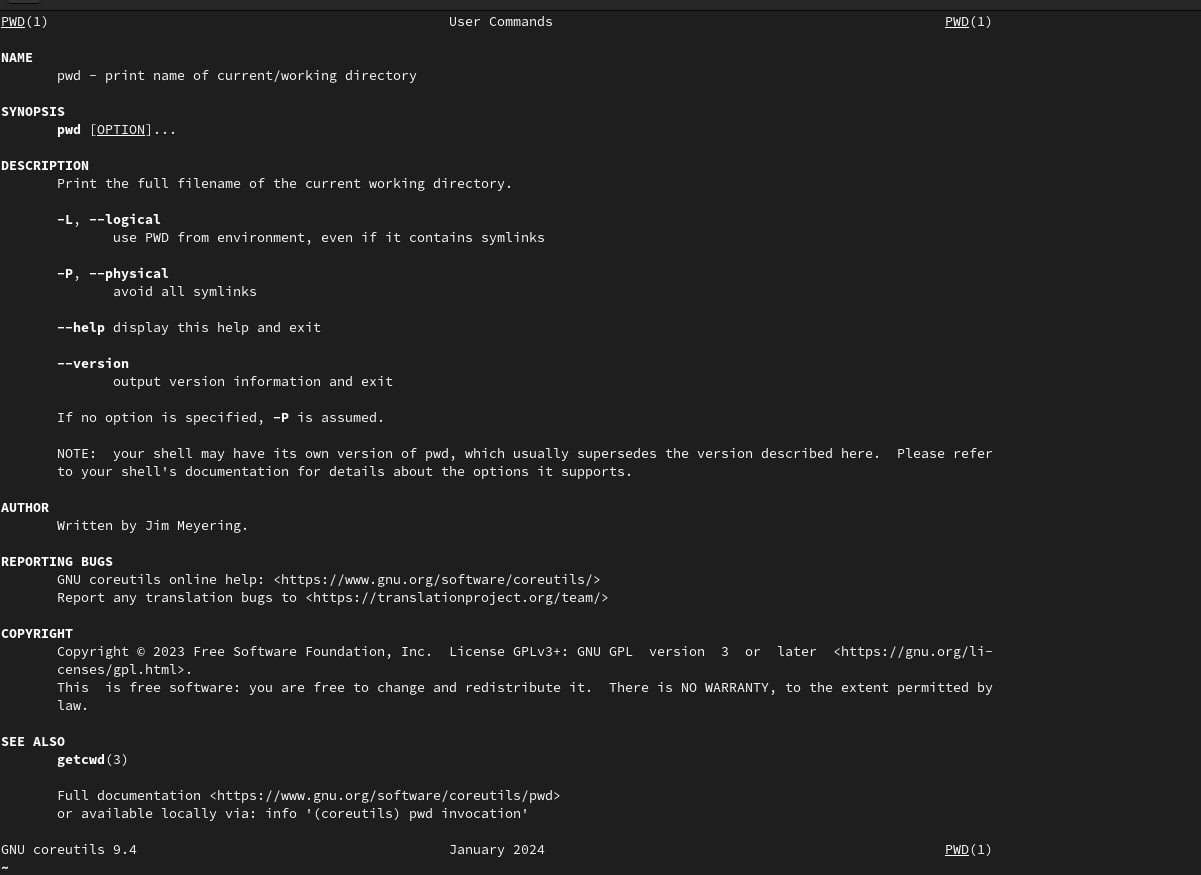 PWD(1) User Commands PWD(1)
NAME
pwd - print name of current/working directory
SYNOPSIS
pwd [OPTION]...
DESCRIPTION
Print the full filename of the current working directory.
-L, --logical
use PWD from environment, even if it contains symlinks
-P, --physical
avoid all symlinks
--help display this help and exit
--version
output version information and exit
If no option is specified, -P is assumed.
NOTE:  your shell may have its own version of pwd, which usually supersedes the version described here.  Please refer
to your shell's documentation for details about the options it supports.
AUTHOR
Written by Jim Meyering.
REPORTING BUGS
GNU coreutils online help: <https://www.gnu.org/software/coreutils/>
Report any translation bugs to <https://translationproject.org/team/>
COPYRIGHT
Copyright © 2023 Free Software Foundation, Inc.  License GPLv3+: GNU GPL  version  3  or  later  <https://gnu.org/li-
censes/gpl.html>.
This  is free software: you are free to change and redistribute it.  There is NO WARRANTY, to the extent permitted by
law.
SEE ALSO
getcwd(3)
Full documentation <https://www.gnu.org/software/coreutils/pwd>
or available locally via: info '(coreutils) pwd invocation'
GNU coreutils 9.4 January 2024 PWD(1)
~